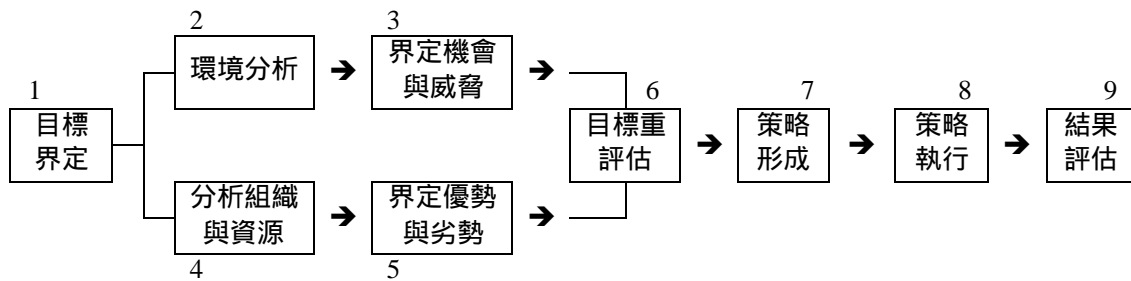 2
環境分析
3
界定機會
與威脅
1
目標
界定
6
目標重
評估
7
策略
形成
8
策略
執行
9
結果
評估
分析組織
與資源
4
界定優勢
與劣勢
5